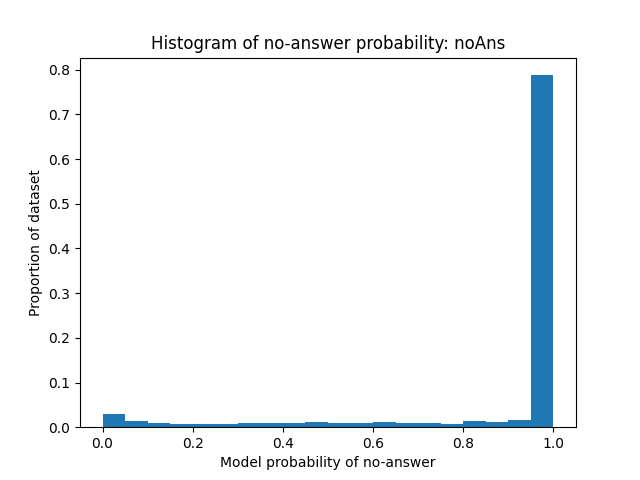 Histogram of no-answer probability: noAns
Proportion of dataset
0.8
0.7
0.6
0.5
0.4
0.3
0.2
0.1
0.0
0.0 0.2 0.4 0.6 0.8 1.0
Model probability of no-answer